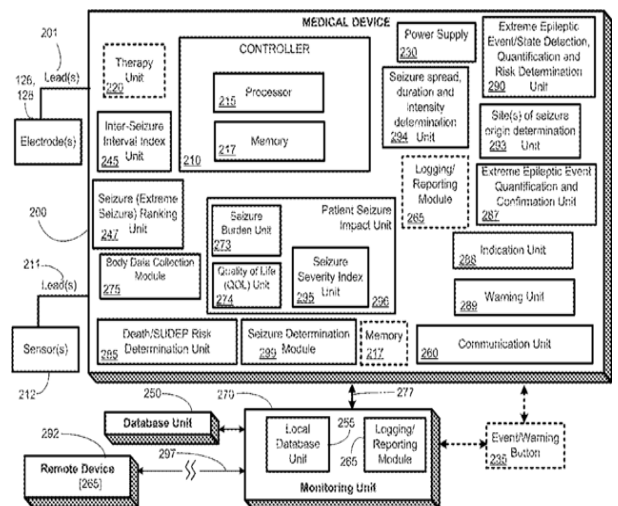 MEDICAL DEVICE
201
Lead(s)
126,
128
Electrode(s)
Therapy
Unit
220
CONTROLLER
Processor
215
Memory
217
210
Power Supply
230
Extreme Epileptic
Event/State Detection,
Quantification and
Risk Determination
Unit
290
Seizure spread,
duration and
Intensity
determination
294 Unit
Site(s) of seizure
origin determination
293 Unit
Inter-Seizure
Interval Index
245 Unit
Logging/
Reporting
Module
265
Extreme Epileptic Event
Quantification and
Confirmation Unit
287
Seizure (Extreme
Seizure) Ranking
247 Unit
200
Patient Seizure
Impact Unit
Seizure
Burden Unit
273
Quality of Life
(QOL) Unit
274
Seizure
Severity Index
295 Unit
296
Indication Unit
288
Body Data Collection
Module
275
211
Lead(s)
Warning Unit
289
Sensor(s)
212
Death/SUDEP Risk
Determination Unit
285
Seizure Determination
Module
299
Memory
217
Communication Unit
260
250
270
277
Database Unit
292
297
Remote Device
[265]
Local
Database
Unit
255
Logging/
Reporting
Module
265
Monitoring Unit
Event/Warning
Button
235